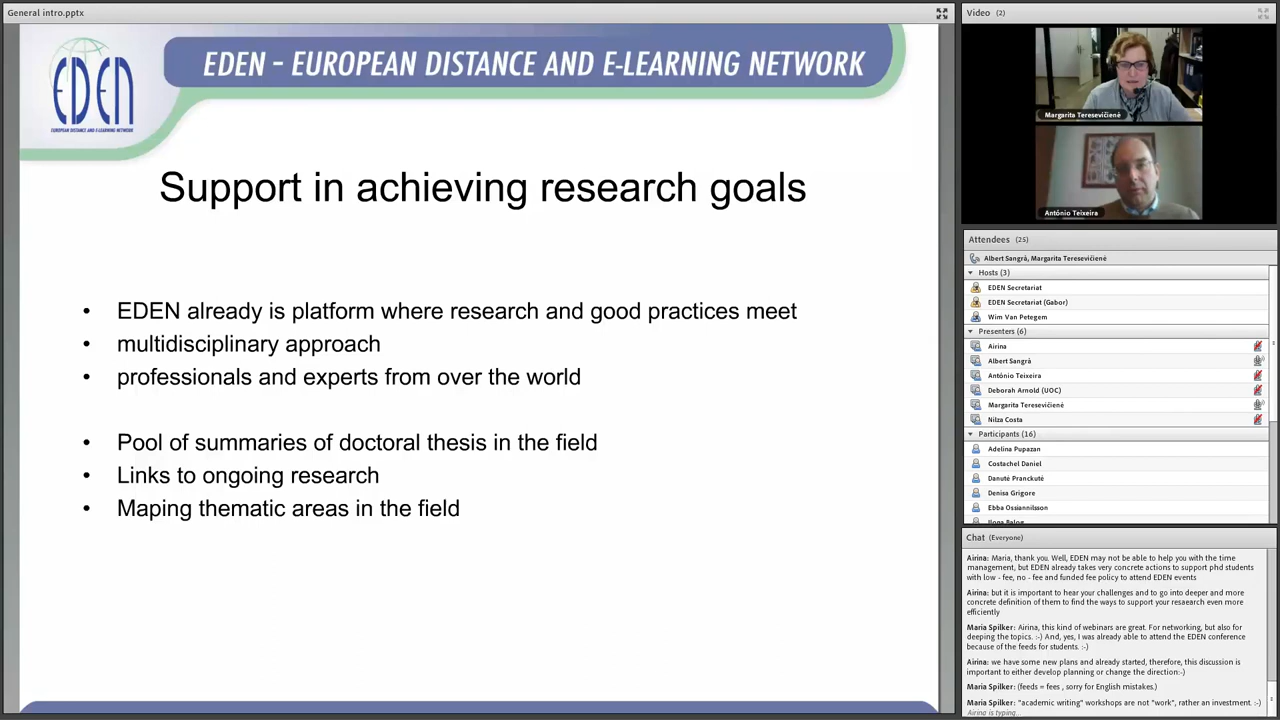 General intro.pptx
EDEN
EUROPEAN DISTANCE AND E-LEARNING NETWORK
EDEN - EUROPEAN DISTANCE AND E-LEARNING NETWORK
Support in achieving research goals
• EDEN already is platform where research and good practices meet
• multidisciplinary approach
• professionals and experts from over the world
• Pool of summaries of doctoral thesis in the field
• Links to ongoing research
• Maping thematic areas in the field
Video (2)
Margarita Teresevičienė
António Teixeira
Attendees (25)
Albert Sangrà, Margarita Teresevičienė
Hosts (3)
EDEN Secretariat
EDEN Secretariat (Gabor)
Wim Van Petegem
Presenters (6)
Airina
Albert Sangrà
António Teixeira
Deborah Arnold (UOC)
Margarita Teresevičienė
Nilza Costa
Participants (16)
Adelina Pupazan
Costachel Daniel
Danutė Pranckutė
Denisa Grigore
Ebba Ossiannilsson
Ilona Balog
Chat (Everyone)
Airina: Maria, thank you. Well, EDEN may not be able to help you with the time
management, but EDEN already takes very concrete actions to support phd students
with low - fee, no - fee and funded fee policy to attend EDEN events
Airina: but it is important to hear your challenges and to go into deeper and more
concrete definition of them to find the ways to support your resaearch even more
efficiently
Maria Spilker: Airina, this kind of webinars are great. For networking, but also for
deeping the topics. :-) And, yes, I was already able to attend the EDEN conference
because of the feeds for students. :-)
Airina: we have some new plans and already started, therefore, this discussion is
important to either develop planning or change the direction:-)
Maria Spilker: (feeds = fees , sorry for English mistakes.)
Maria Spilker: "academic writing" workshops are not "work", rather an investment. :-)
Airina is typing...